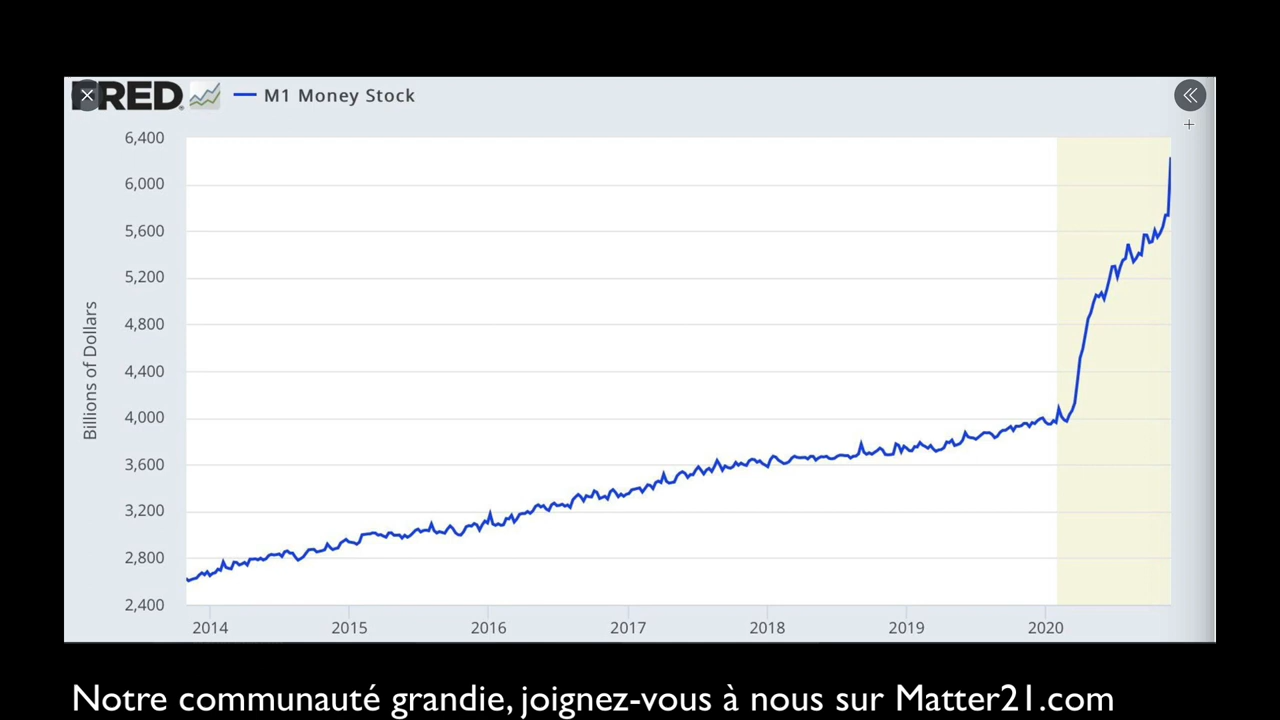 FRED M1 Money Stock
6,400
6,000
5,600
5,200
4,800
4,400
4,000
3,600
3,200
2,800
2,400
Billions of Dollars
2014 2015 2016 2017 2018 2019 2020
Notre communauté grandie, joignez-vous à nous sur Matter21.com